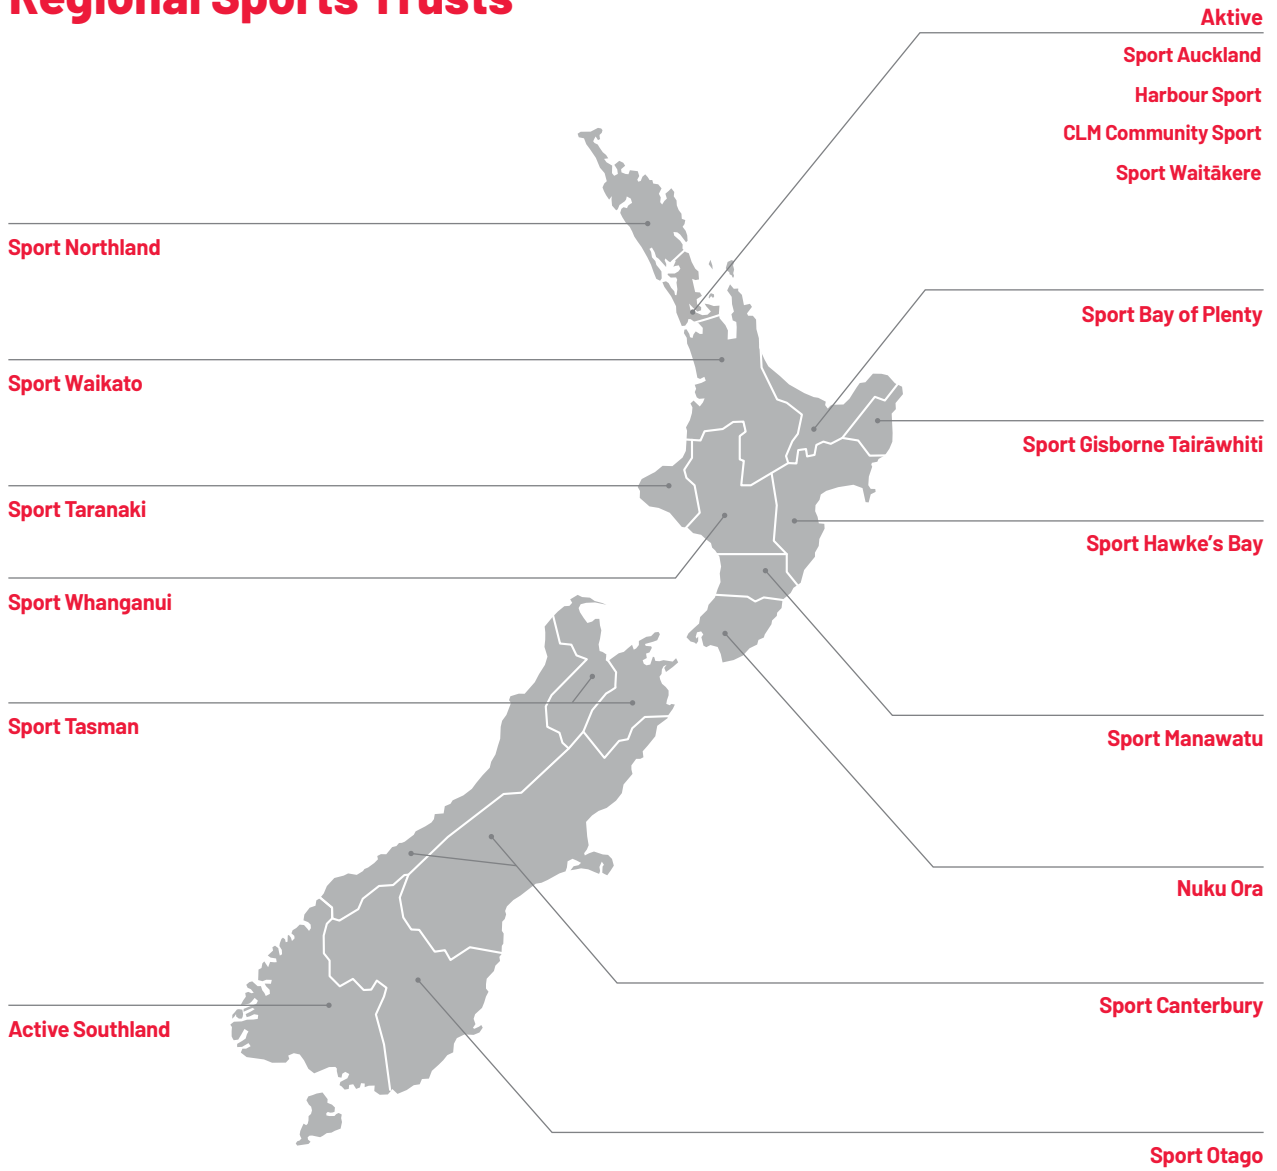 Regional Sports Trusts
Aktive
Sport Auckland
Harbour Sport
CLM Community Sport
Sport Waitākere
Sport Northland
Sport Bay of Plenty
Sport Waikato
Sport Gisborne Tairāwhiti
Sport Taranaki
Sport Hawke’s Bay
Sport Whanganui
Sport Tasman
Sport Manawatu
Nuku Ora
Sport Canterbury
Active Southland
Sport Otago